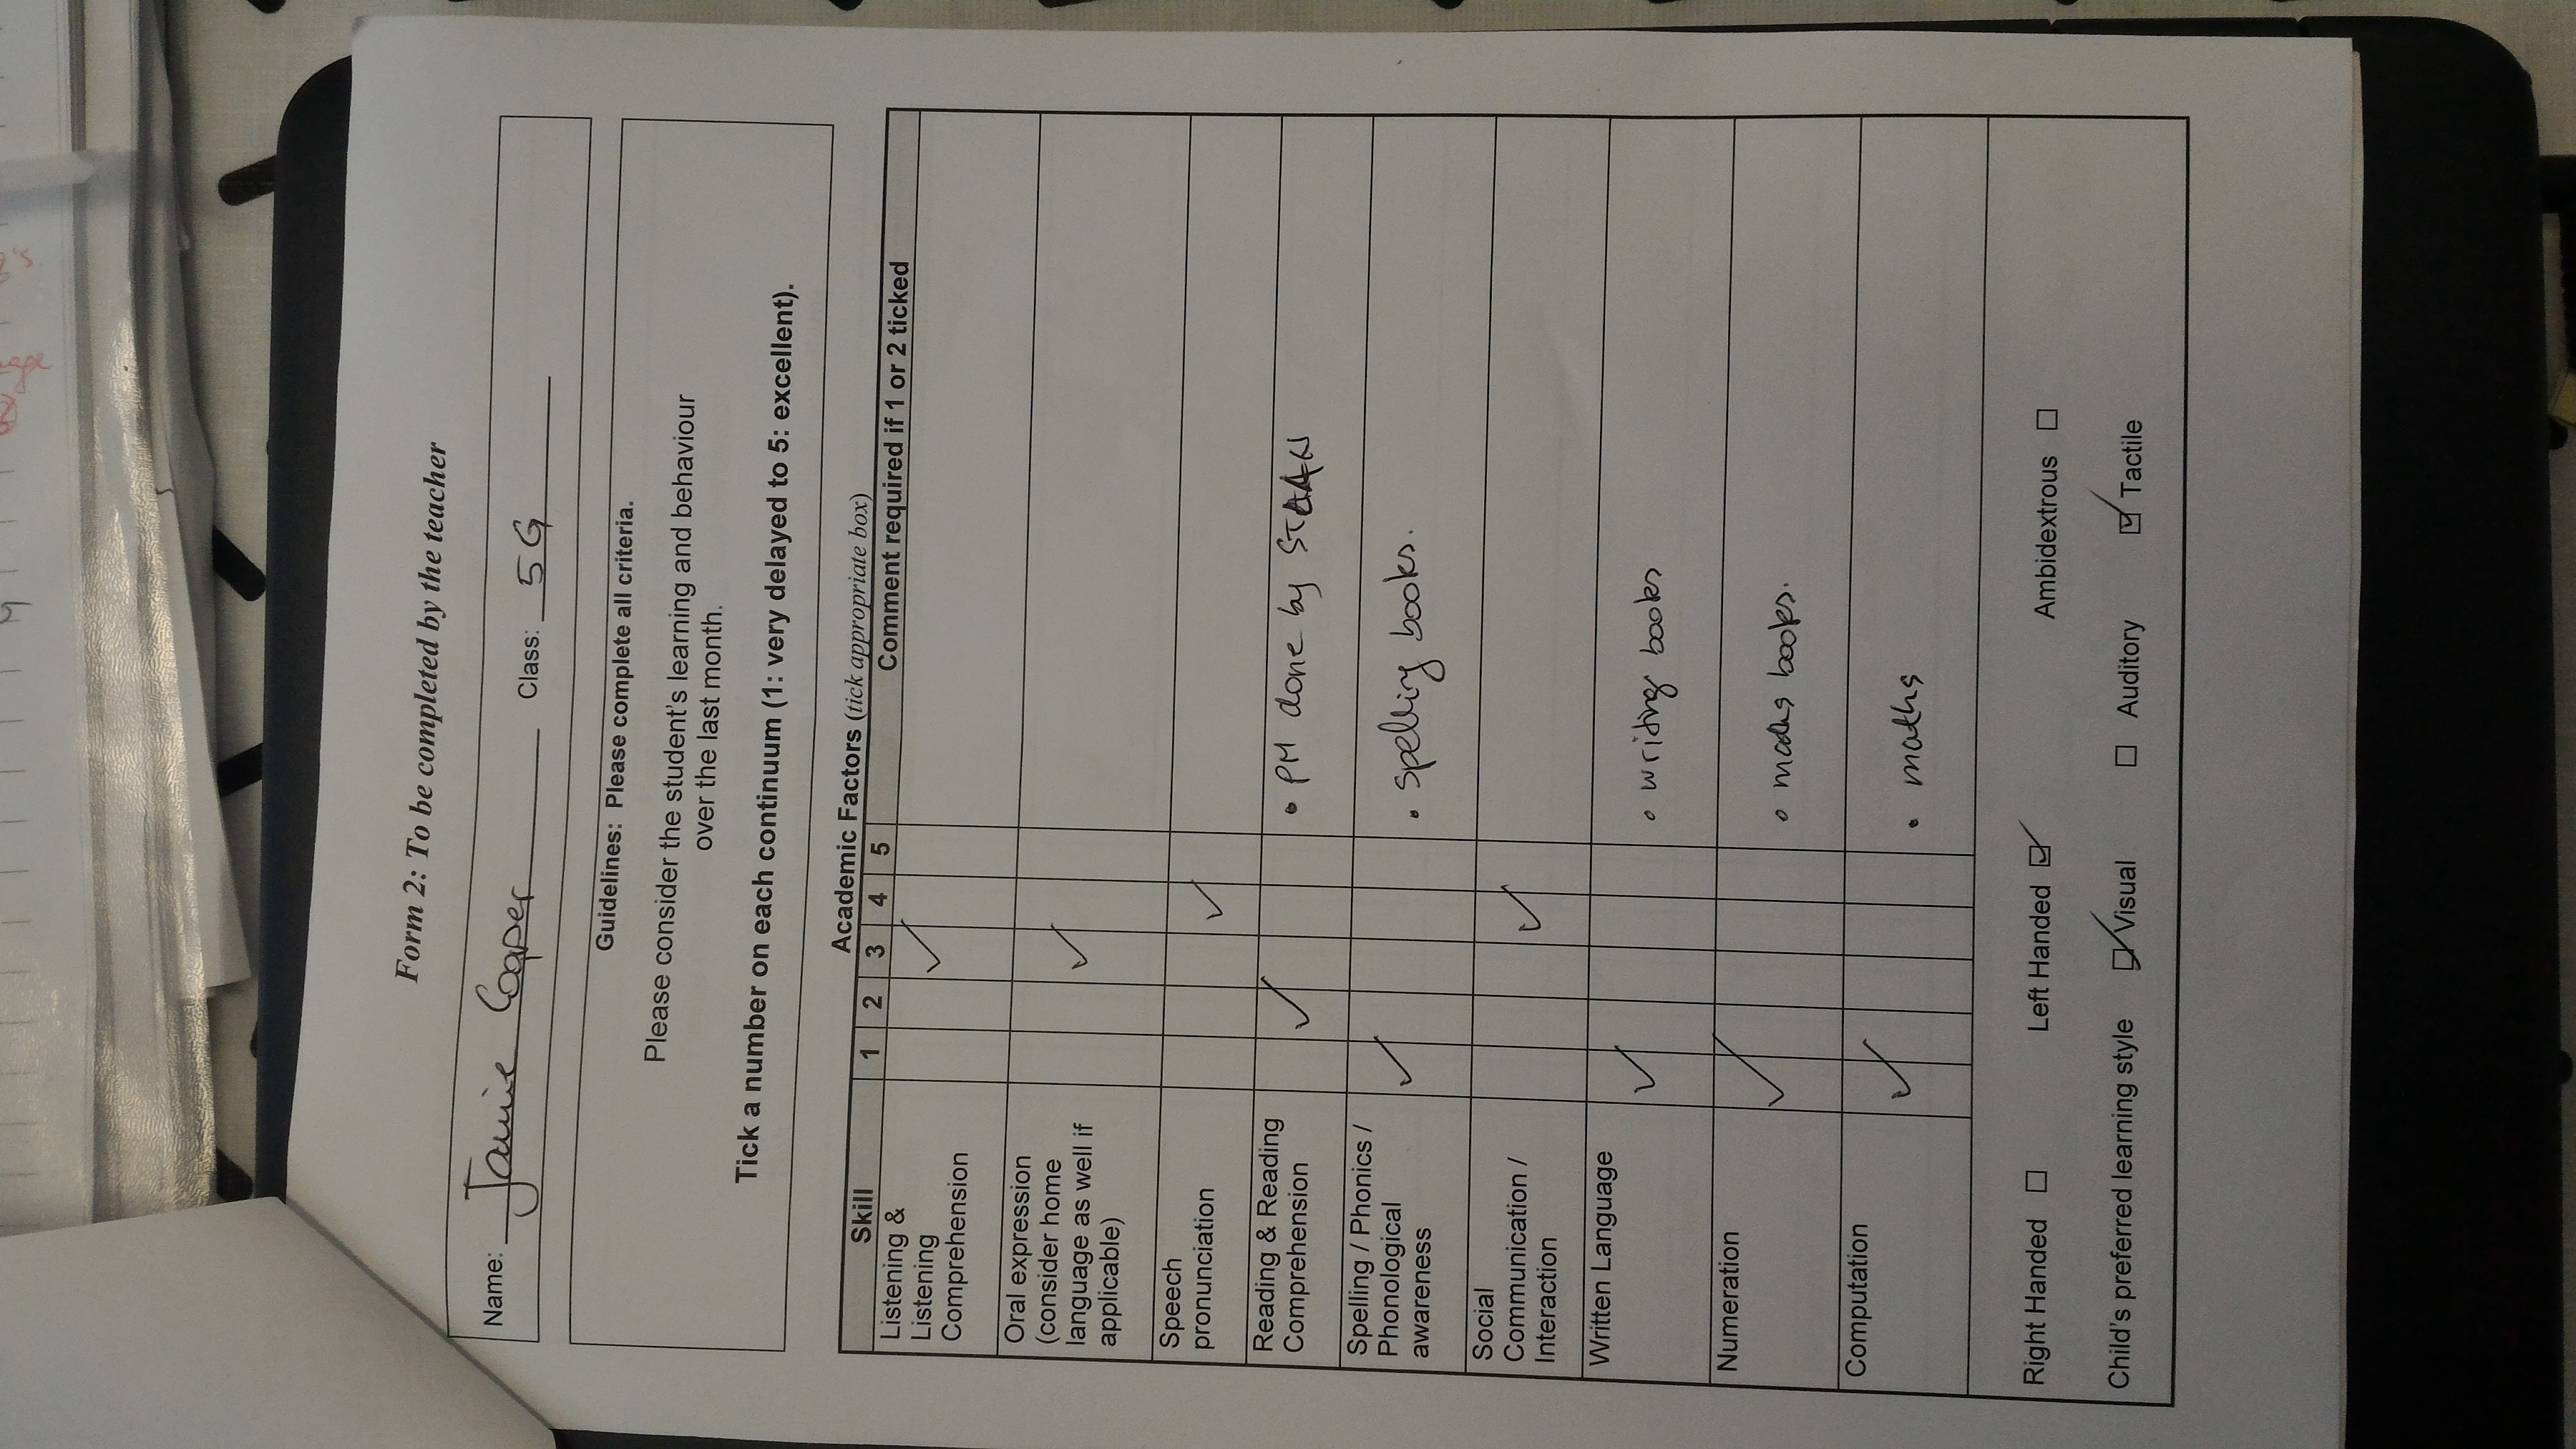 Form 2: To be completed by the teacher
Name: Jamie Cooper Class: 5G
Guidelines: Please complete all criteria.
Please consider the student's learning and behaviour
over the last month.
Tick a number on each continuum (1: very delayed to 5: excellent).
Academic Factors (tick appropriate box)
Skill 1 2 3 4 5 Comment required if 1 or 2 ticked
Listening &
Listening
Comprehension ✓
Oral expression
(consider home
language as well if
applicable) ✓
Speech
pronunciation ✓
Reading & Reading
Comprehension ✓ • PM done by
Spelling / Phonics /
Phonological
awareness ✓ • spelling books.
Social
Communication /
Interaction ✓
Written Language ✓ • writing books
Numeration ✓ • maths books.
Computation ✓ • maths
Right Handed ☐ Left Handed ☑ Ambidextrous ☐
Child's preferred learning style ☑ Visual ☐ Auditory ☑ Tactile